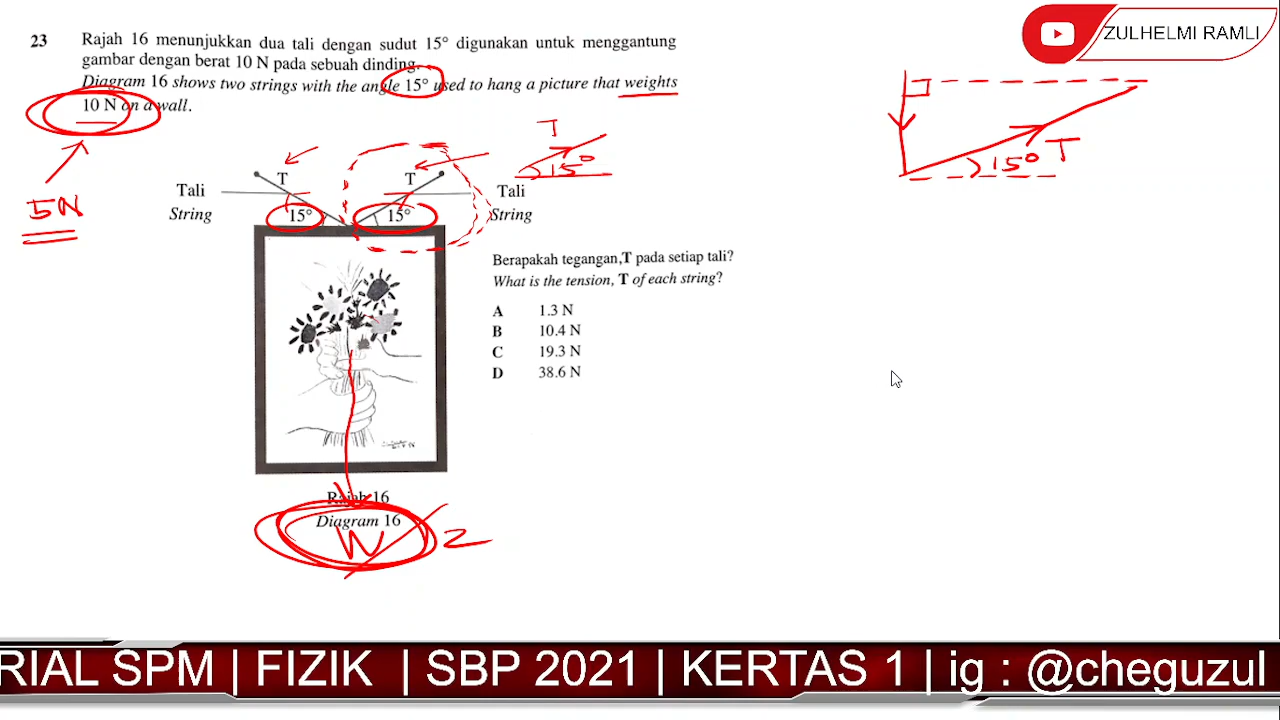 ZULHELMI RAMLI
23 Rajah 16 menunjukkan dua tali dengan sudut 15° digunakan untuk menggantung
gambar dengan berat 10 N pada sebuah dinding.
Diagram 16 shows two strings with the angle 15° used to hang a picture that weights
10 N on a wall.
5N
T
15°
15° T
T T
Tali Tali
String 15° 15° String
Berapakah tegangan,T pada setiap tali?
What is the tension, T of each string?
A 1.3 N
B 10.4 N
C 19.3 N
D 38.6 N
Rajah 16
Diagram 16
W 2
RIAL SPM | FIZIK | SBP 2021 | KERTAS 1 | ig : @cheguzul